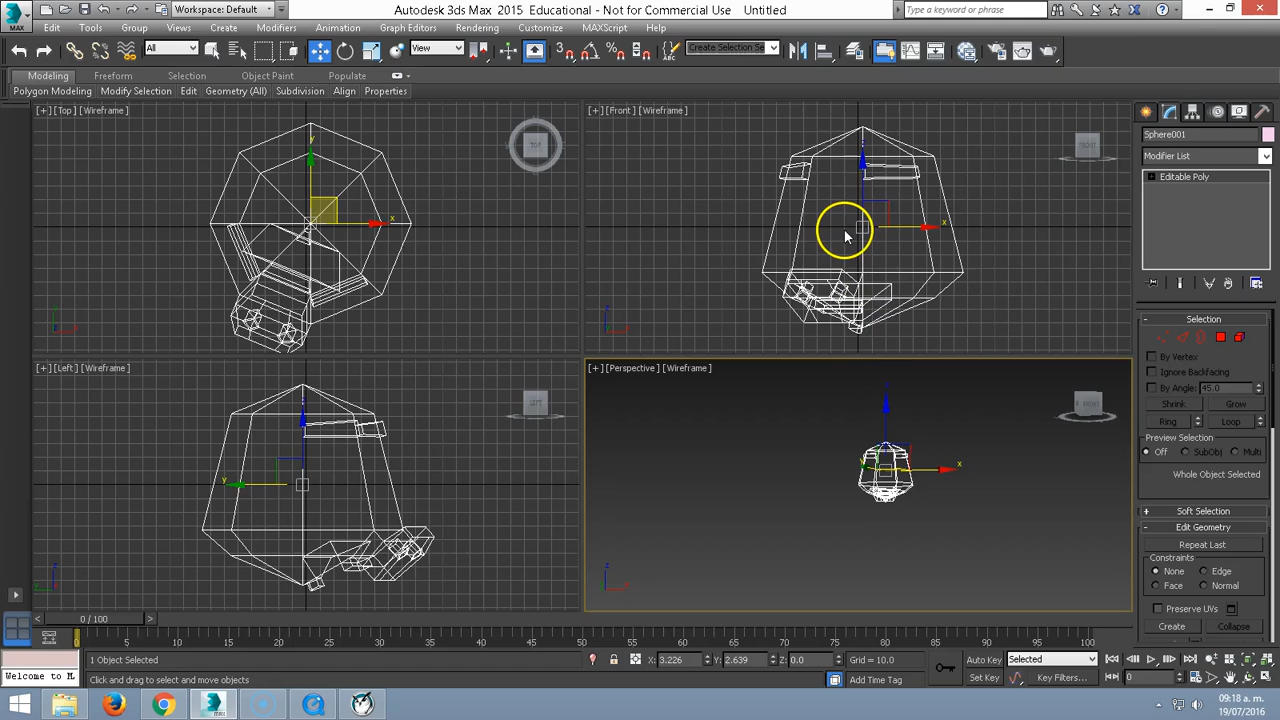 MAX
Workspace: Default
Autodesk 3ds Max 2015 Educational - Not for Commercial Use Untitled
Type a keyword or phrase
Edit Tools Group Views Create Modifiers Animation Graph Editors Rendering Customize MAXScript Help
All View Create Selection Se
Modeling Freeform Selection Object Paint Populate
Polygon Modeling Modify Selection Edit Geometry (All) Subdivision Align Properties
[+] [Top] [Wireframe]
TOP
y
x
[+] [Front] [Wireframe]
FRONT
x
[+] [Left] [Wireframe]
LEFT
y
[+] [Perspective] [Wireframe]
FRONT
x
Sphere001
Modifier List
Editable Poly
Selection
By Vertex
Ignore Backfacing
By Angle: 45.0
Shrink Grow
Ring Loop
Preview Selection
Off SubObj Multi
Whole Object Selected
Soft Selection
Edit Geometry
Repeat Last
Constraints
None Edge
Face Normal
Preserve UVs
Create Collapse
0 / 100
0 5 10 15 20 25 30 35 40 45 50 55 60 65 70 75 80 85 90 95 100
1 Object Selected X: 3.226 Y: 2.639 Z: 0.0 Grid = 10.0 Auto Key Selected
Welcome to M Click and drag to select and move objects Add Time Tag Set Key Key Filters... 0
09:18 a. m.
19/07/2016